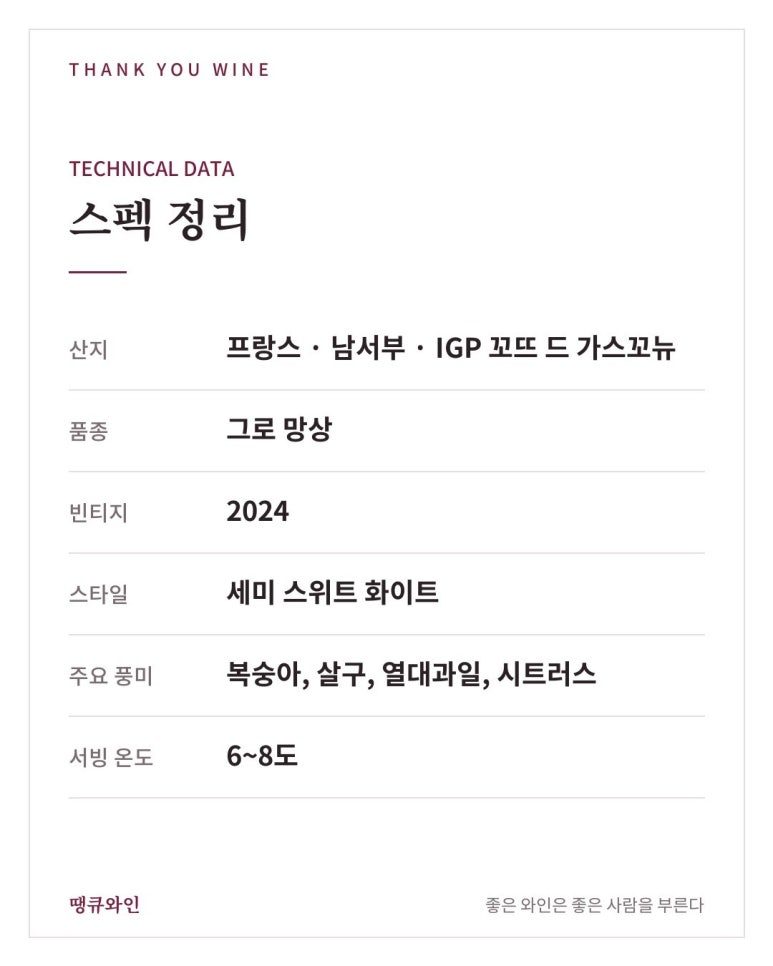 THANK YOU WINE
TECHNICAL DATA
스펙 정리
산지 프랑스 · 남서부 · IGP 꼬뜨 드 가스꼬뉴
품종 그로 망상
빈티지 2024
스타일 세미 스위트 화이트
주요 풍미 복숭아, 살구, 열대과일, 시트러스
서빙 온도 6~8도
땡큐와인 좋은 와인은 좋은 사람을 부른다